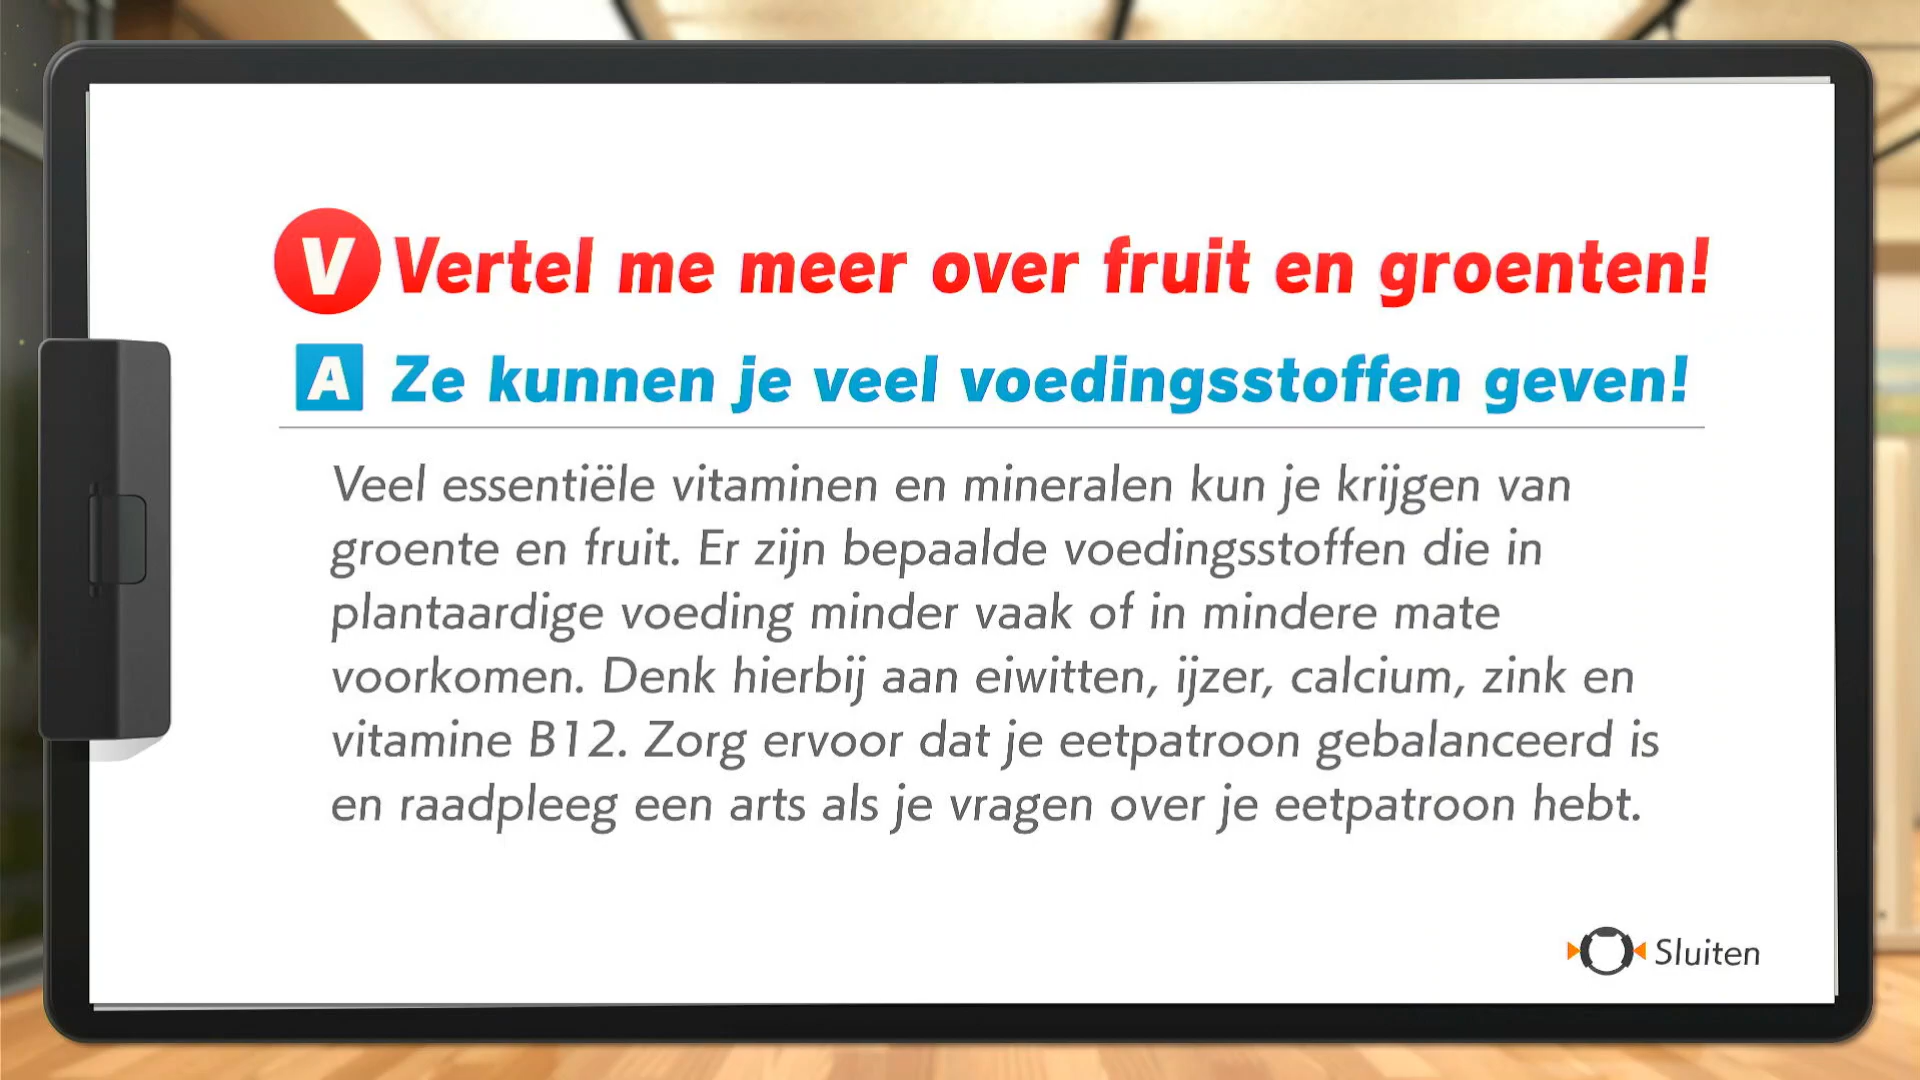 V Vertel me meer over fruit en groenten!
A Ze kunnen je veel voedingsstoffen geven!
Veel essentiële vitaminen en mineralen kun je krijgen van
groente en fruit. Er zijn bepaalde voedingsstoffen die in
plantaardige voeding minder vaak of in mindere mate
voorkomen. Denk hierbij aan eiwitten, ijzer, calcium, zink en
vitamine B12. Zorg ervoor dat je eetpatroon gebalanceerd is
en raadpleeg een arts als je vragen over je eetpatroon hebt.
Sluiten